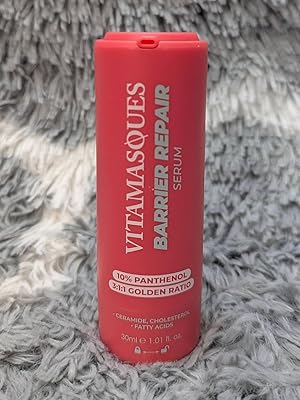 VITAMASQUES
BARRIER REPAIR
SERUM
10% PANTHENOL
3:1:1 GOLDEN RATIO
• CERAMIDE, CHOLESTEROL
• FATTY ACIDS
30ml e 1.01 fl. oz.